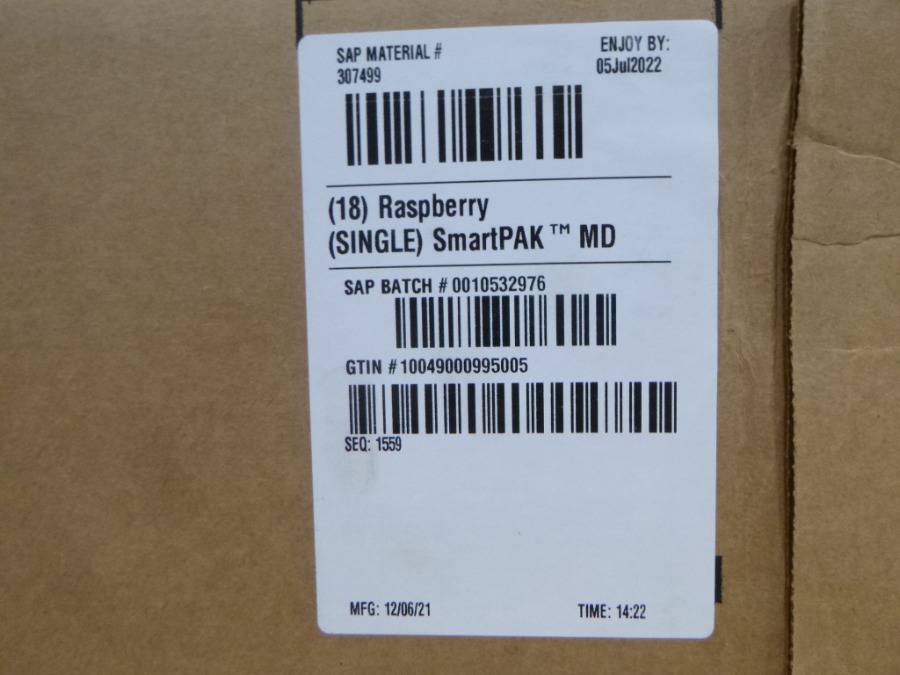 SAP MATERIAL #
307499
ENJOY BY:
05Jul2022
(18) Raspberry
(SINGLE) SmartPAK™ MD
SAP BATCH # 0010532976
GTIN # 10049000995005
SEQ: 1559
MFG: 12/06/21
TIME: 14:22